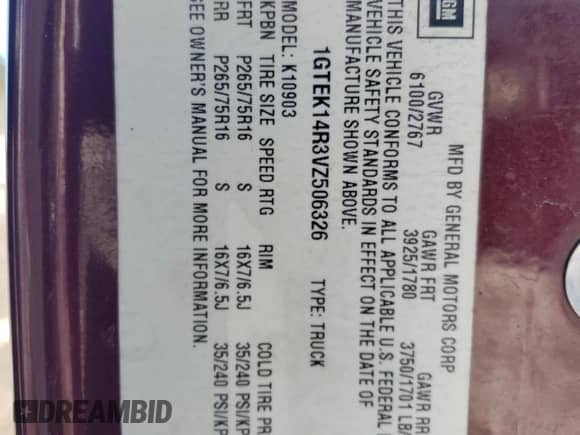 GM
MFD BY GENERAL MOTORS CORP
GVWR GAWR FRT GAWR RR
6100/2767 3925/1780 3750/1701 LB/
THIS VEHICLE CONFORMS TO ALL APPLICABLE U.S. FEDERAL
VEHICLE SAFETY STANDARDS IN EFFECT ON THE DATE OF
MANUFACTURE SHOWN ABOVE.
1GTEK14R3VZ506326 TYPE: TRUCK
MODEL: K10903
KPBN TIRE SIZE SPEED RTG RIM COLD TIRE PR
FRT P265/75R16 S 16X7/6.5J 35/240 PSI/KP
RR P265/75R16 S 16X7/6.5J 35/240 PSI/KP
SEE OWNER'S MANUAL FOR MORE INFORMATION.
DREAMBID